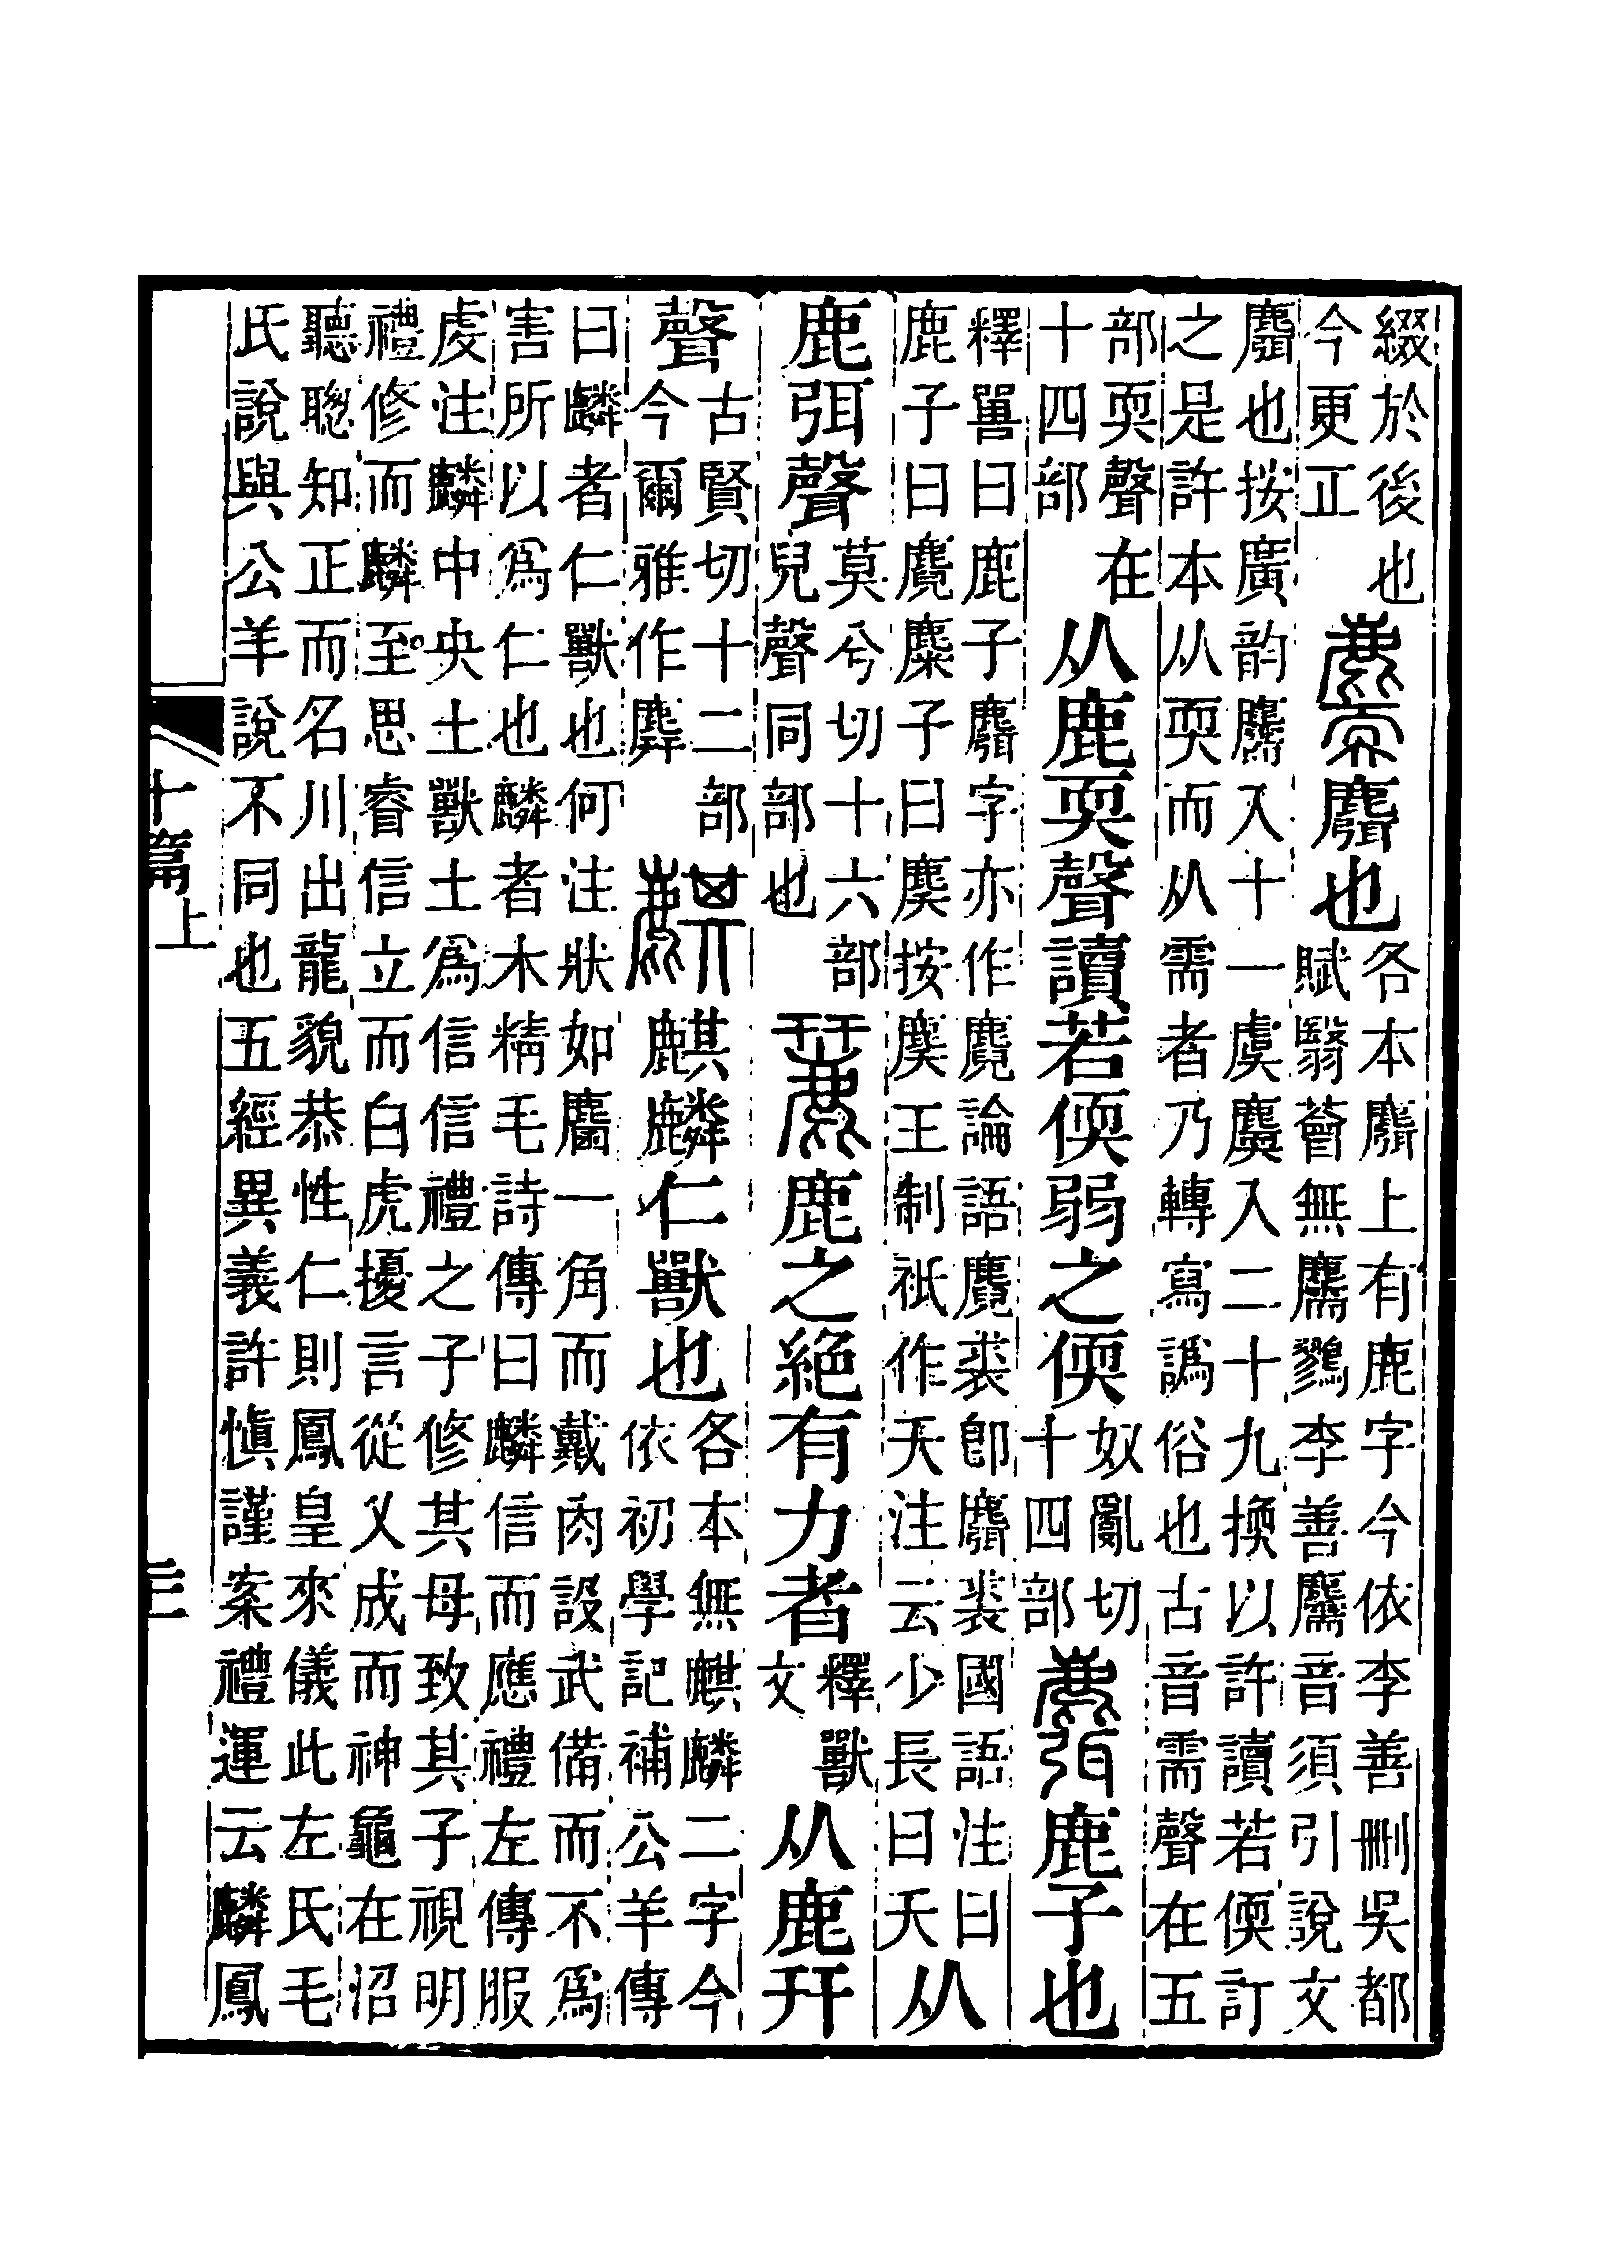 綴於後也
今更正
麛也
各本麛上有鹿字今依李善刪吳都
賦翳薈無麡鷚李善麡音須引說文
麛也按廣韵麡入十一虞入二十九換以許讀若偄訂
之是許本从耎而从需者乃轉寫譌俗也古音需聲在五
部耎聲在
十四部
从鹿耎聲讀若偄弱之偄
奴亂切
十四部
麛
鹿子也
釋嘼曰鹿子麛字亦作麑論語麑裘卽麛裘國語注曰
鹿子曰麑麋子曰䴠按䴠王制祇作夭注云少長曰夭
从
鹿弭聲
莫兮切十六部
兒聲同部也
麉
鹿之絕有力者
釋獸
文
从鹿幵
聲
古賢切十二部
今爾雅作
麒
麒麟仁獸也
各本無麒麟二字今
依初學記補公羊傳
曰麟者仁獸也何注狀如麕一角而戴肉設武備而不爲
害所以爲仁也麟者木精毛詩傳曰麟信而應禮左傳服
虔注麟中央土獸土爲信信禮之子修其母致其子視明
禮修而麟至思睿信立而白虎擾言從乂成而神龜在沼
聽聰知正而名川出龍貌恭性仁則鳳皇來儀此左氏毛
氏說與公羊說不同也五經異義許愼謹案禮運云麟鳳
十篇上